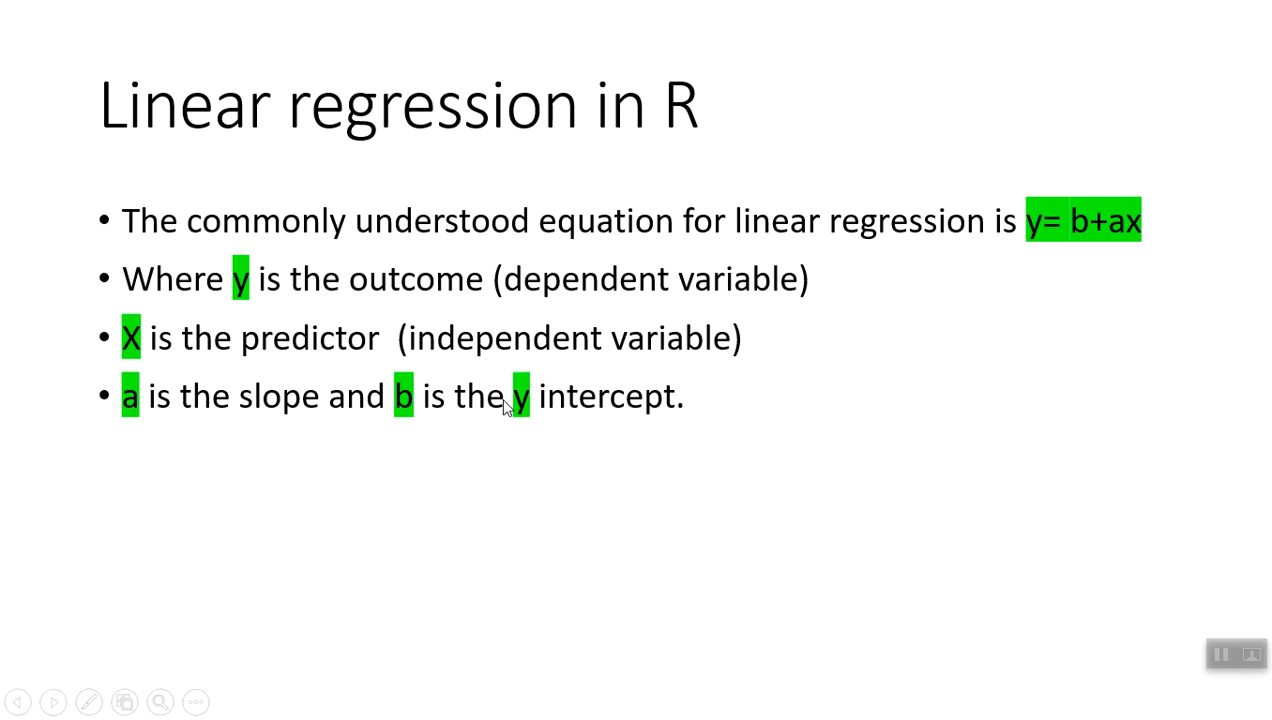 Linear regression in R
• The commonly understood equation for linear regression is y= b+ax
• Where y is the outcome (dependent variable)
• X is the predictor  (independent variable)
• a is the slope and b is the y intercept.